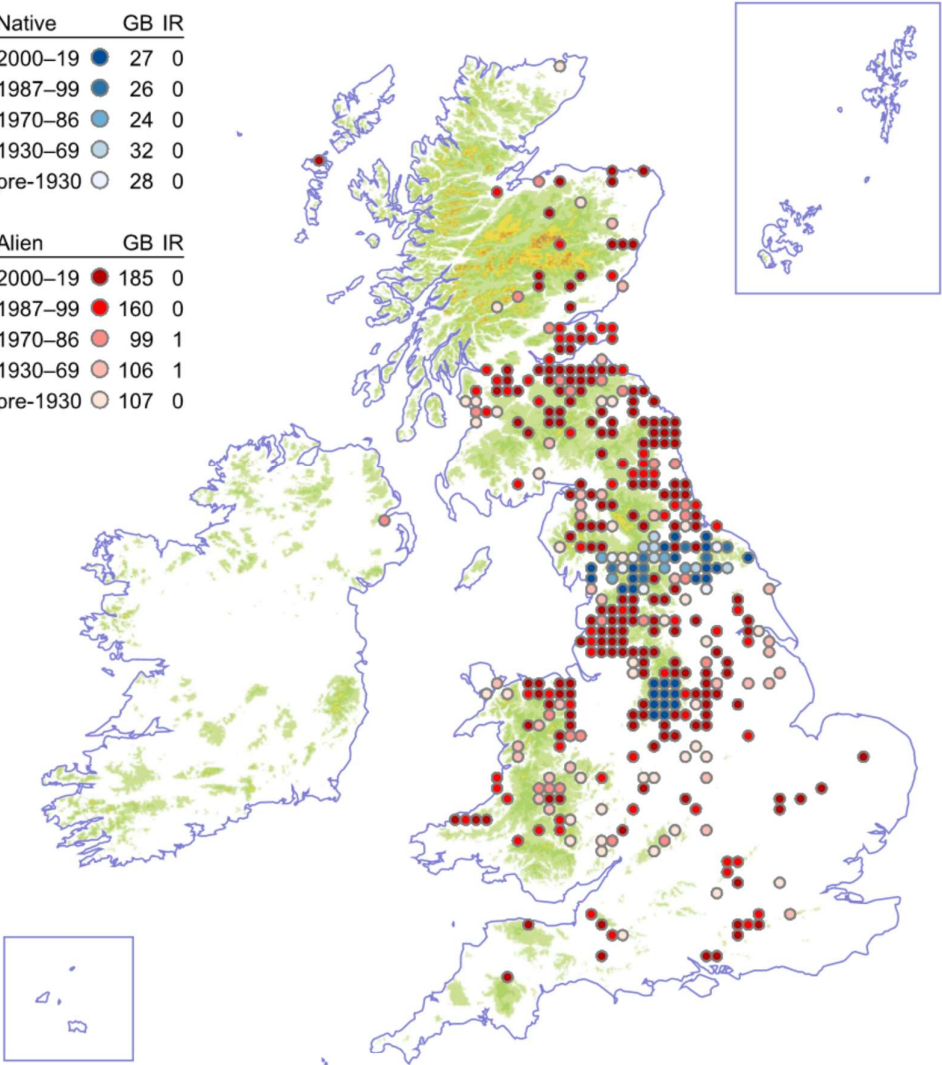 Native GB IR
2000–19 27 0
1987–99 26 0
1970–86 24 0
1930–69 32 0
pre-1930 28 0
Alien GB IR
2000–19 185 0
1987–99 160 0
1970–86 99 1
1930–69 106 1
pre-1930 107 0